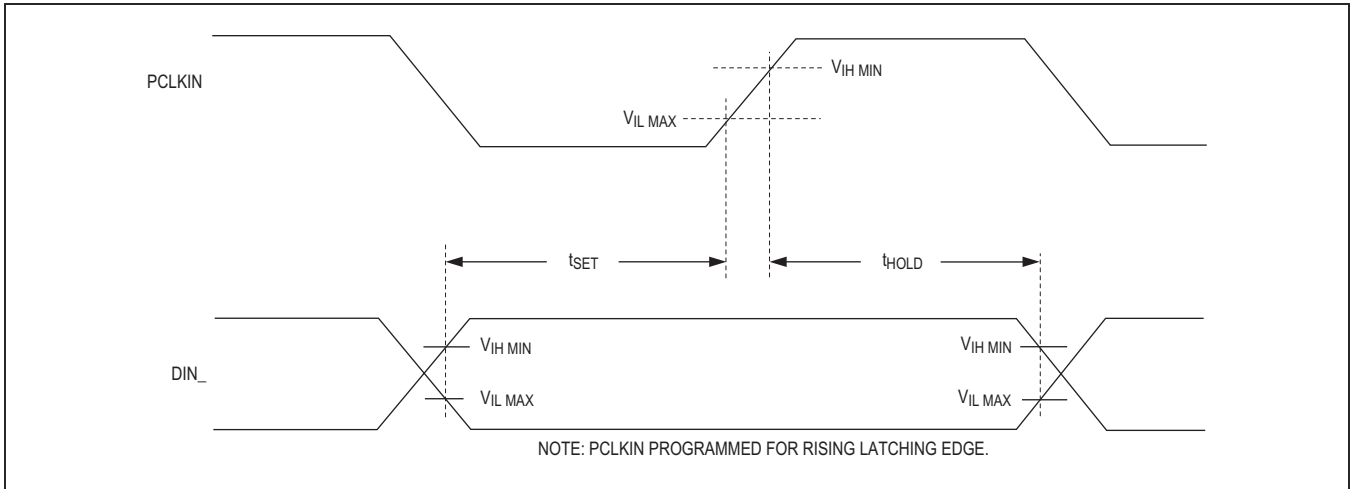 PCLKIN
VIH MIN
VIL MAX
tSET
tHOLD
DIN_
VIH MIN
VIH MIN
VIL MAX
VIL MAX
NOTE: PCLKIN PROGRAMMED FOR RISING LATCHING EDGE.